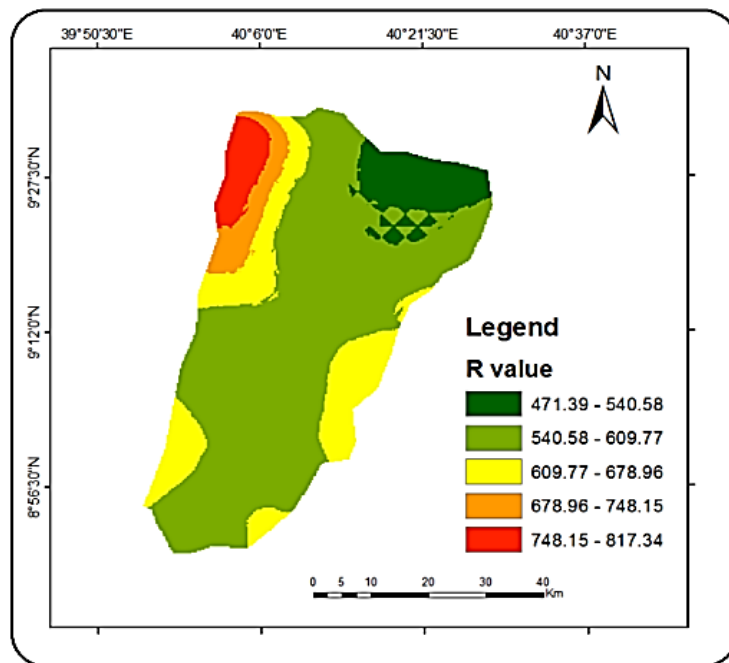 39°50'30"E 40°6'0"E 40°21'30"E 40°37'0"E
N
9°27'30"N
9°12'0"N
8°56'30"N
Legend
R value
471.39 - 540.58
540.58 - 609.77
609.77 - 678.96
678.96 - 748.15
748.15 - 817.34
0 5 10 20 30 40
Km